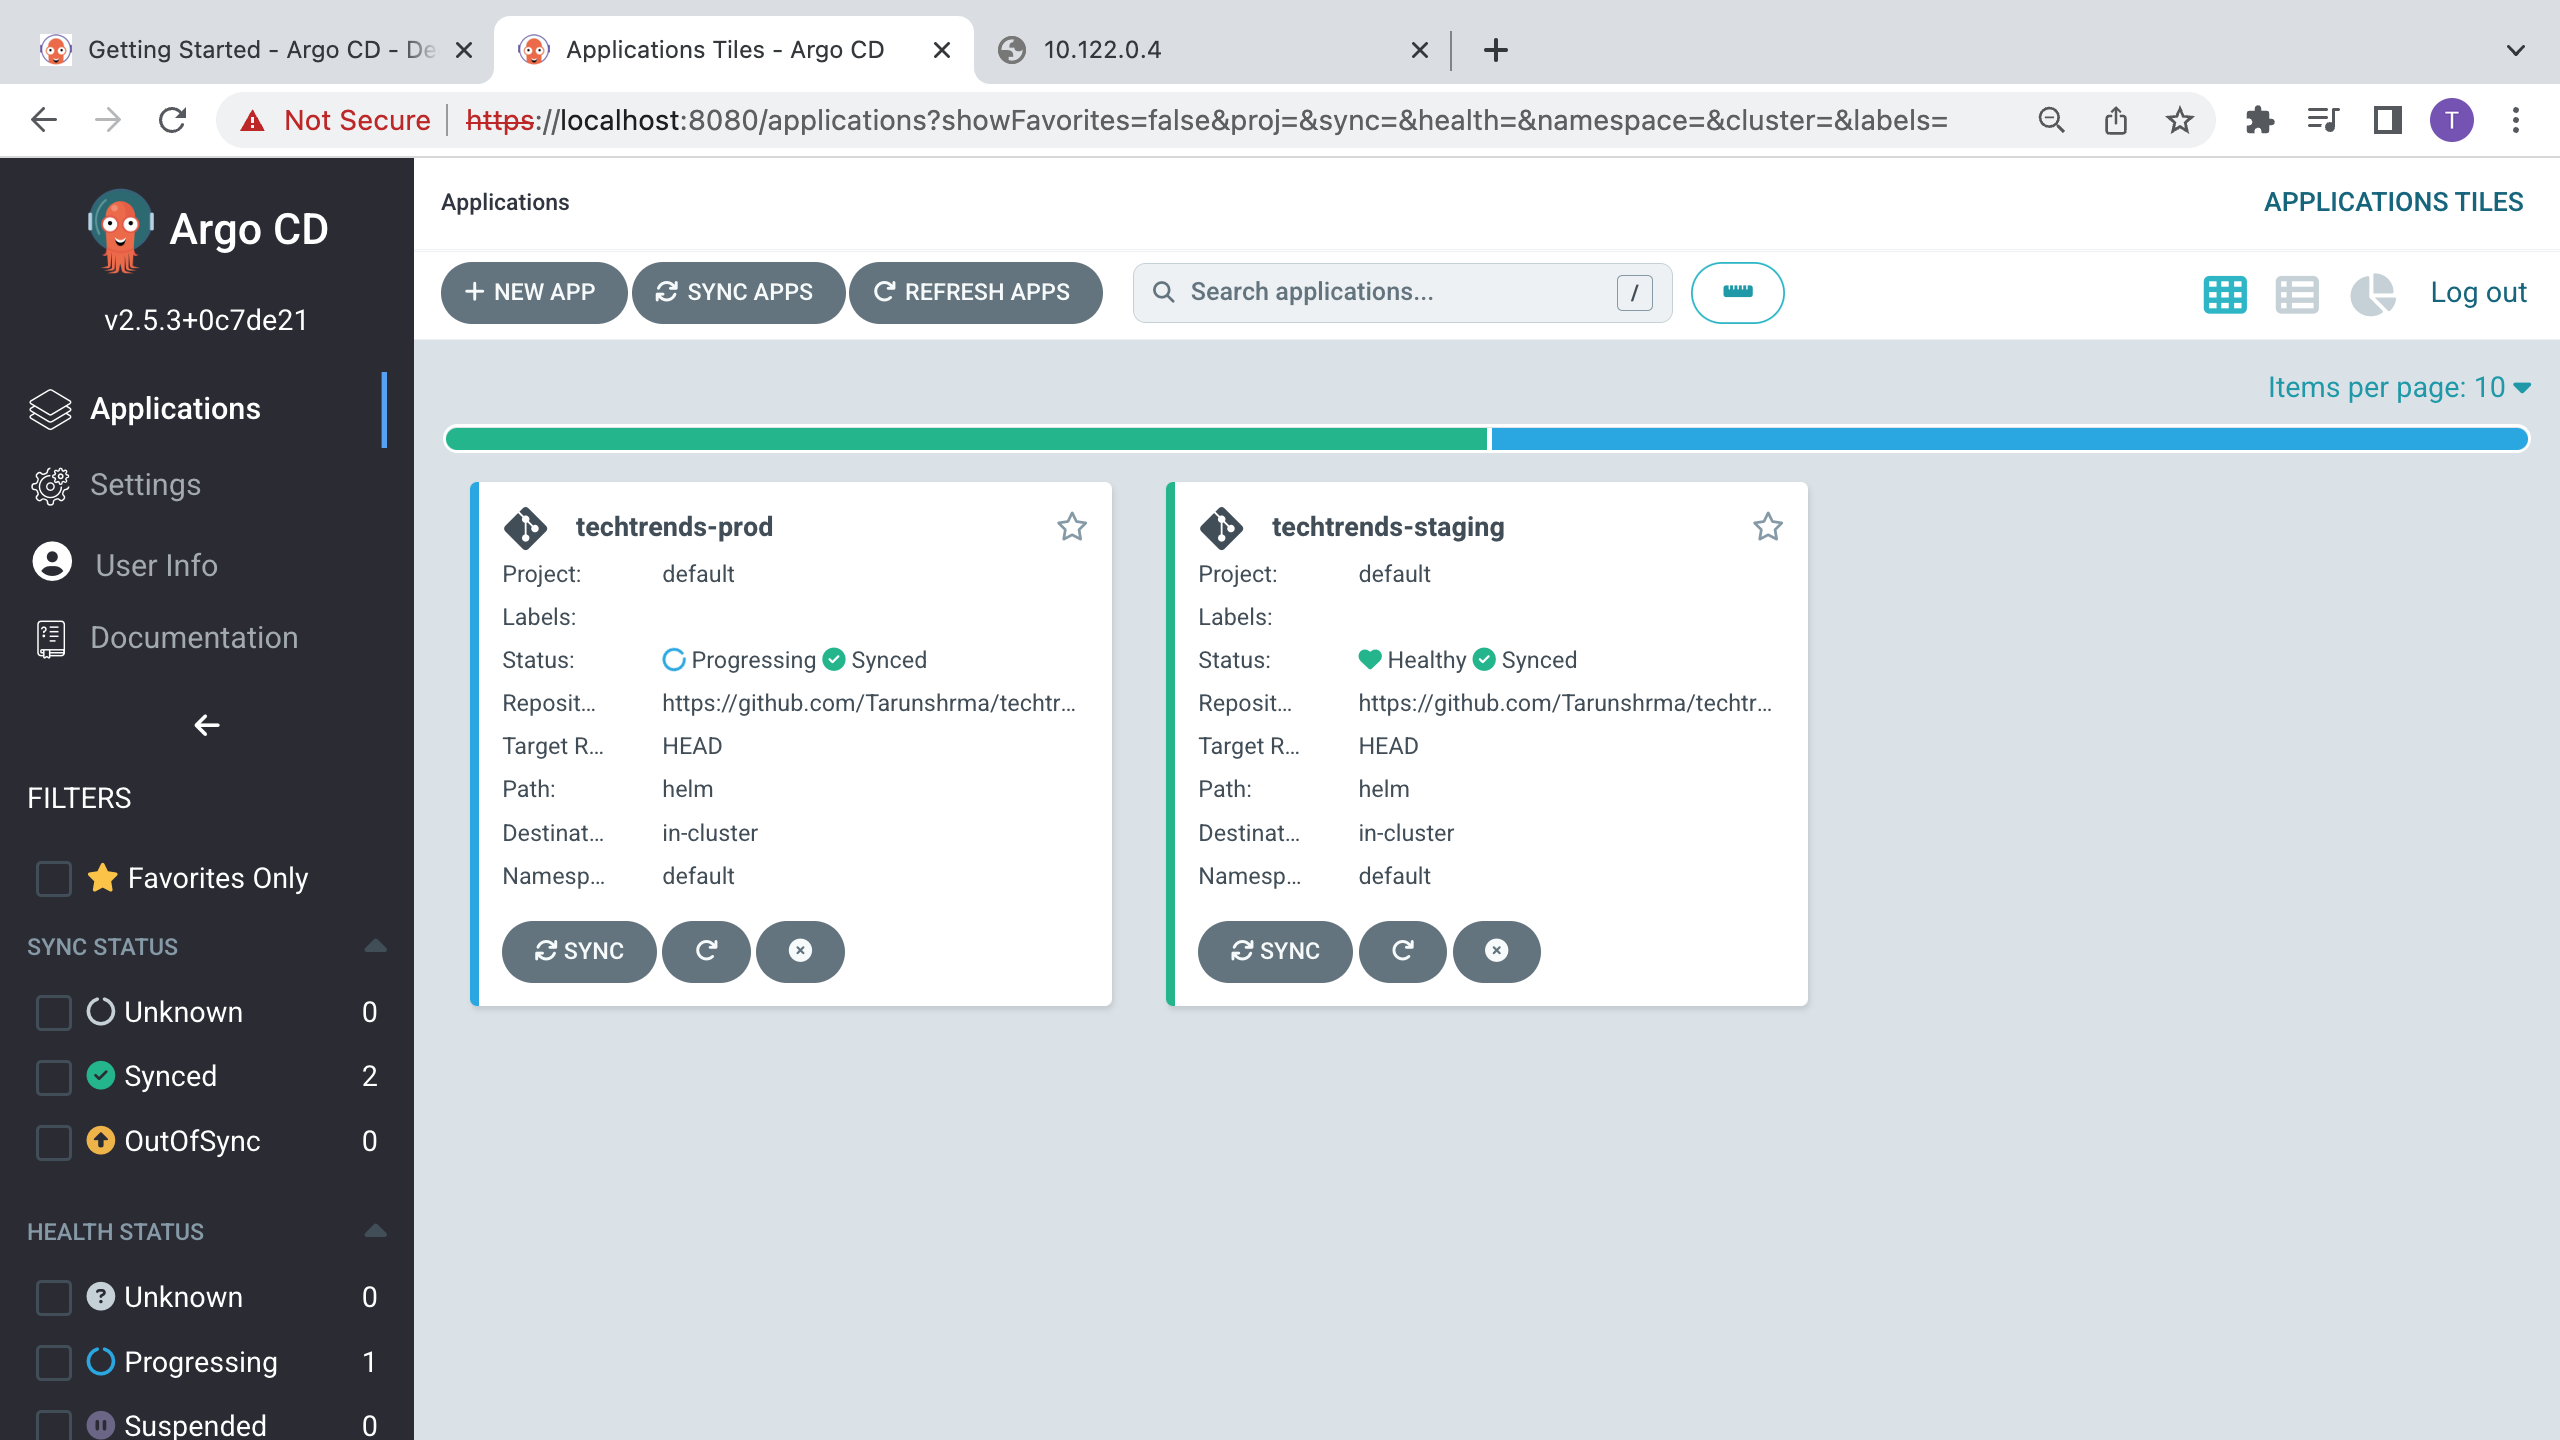 Getting Started - Argo CD - De
Applications Tiles - Argo CD
10.122.0.4
Not Secure https://localhost:8080/applications?showFavorites=false&proj=&sync=&health=&namespace=&cluster=&labels=
T
Argo CD
v2.5.3+0c7de21
Applications
Settings
User Info
Documentation
FILTERS
Favorites Only
SYNC STATUS
Unknown 0
Synced 2
OutOfSync 0
HEALTH STATUS
Unknown 0
Progressing 1
Suspended 0
Applications
APPLICATIONS TILES
NEW APP
SYNC APPS
REFRESH APPS
Search applications... /
Log out
Items per page: 10
techtrends-prod
Project: default
Labels:
Status: Progressing Synced
Reposit... https://github.com/Tarunshrma/techtr...
Target R... HEAD
Path: helm
Destinat... in-cluster
Namesp... default
SYNC
techtrends-staging
Project: default
Labels:
Status: Healthy Synced
Reposit... https://github.com/Tarunshrma/techtr...
Target R... HEAD
Path: helm
Destinat... in-cluster
Namesp... default
SYNC